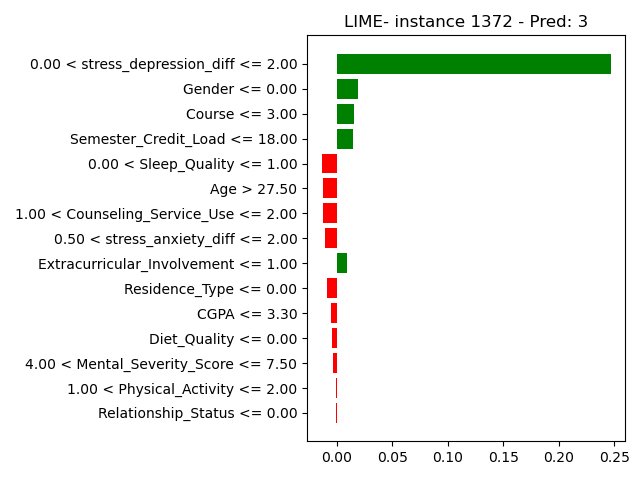 LIME- instance 1372 - Pred: 3
0.00 < stress_depression_diff <= 2.00
Gender <= 0.00
Course <= 3.00
Semester_Credit_Load <= 18.00
0.00 < Sleep_Quality <= 1.00
Age > 27.50
1.00 < Counseling_Service_Use <= 2.00
0.50 < stress_anxiety_diff <= 2.00
Extracurricular_Involvement <= 1.00
Residence_Type <= 0.00
CGPA <= 3.30
Diet_Quality <= 0.00
4.00 < Mental_Severity_Score <= 7.50
1.00 < Physical_Activity <= 2.00
Relationship_Status <= 0.00
0.00 0.05 0.10 0.15 0.20 0.25